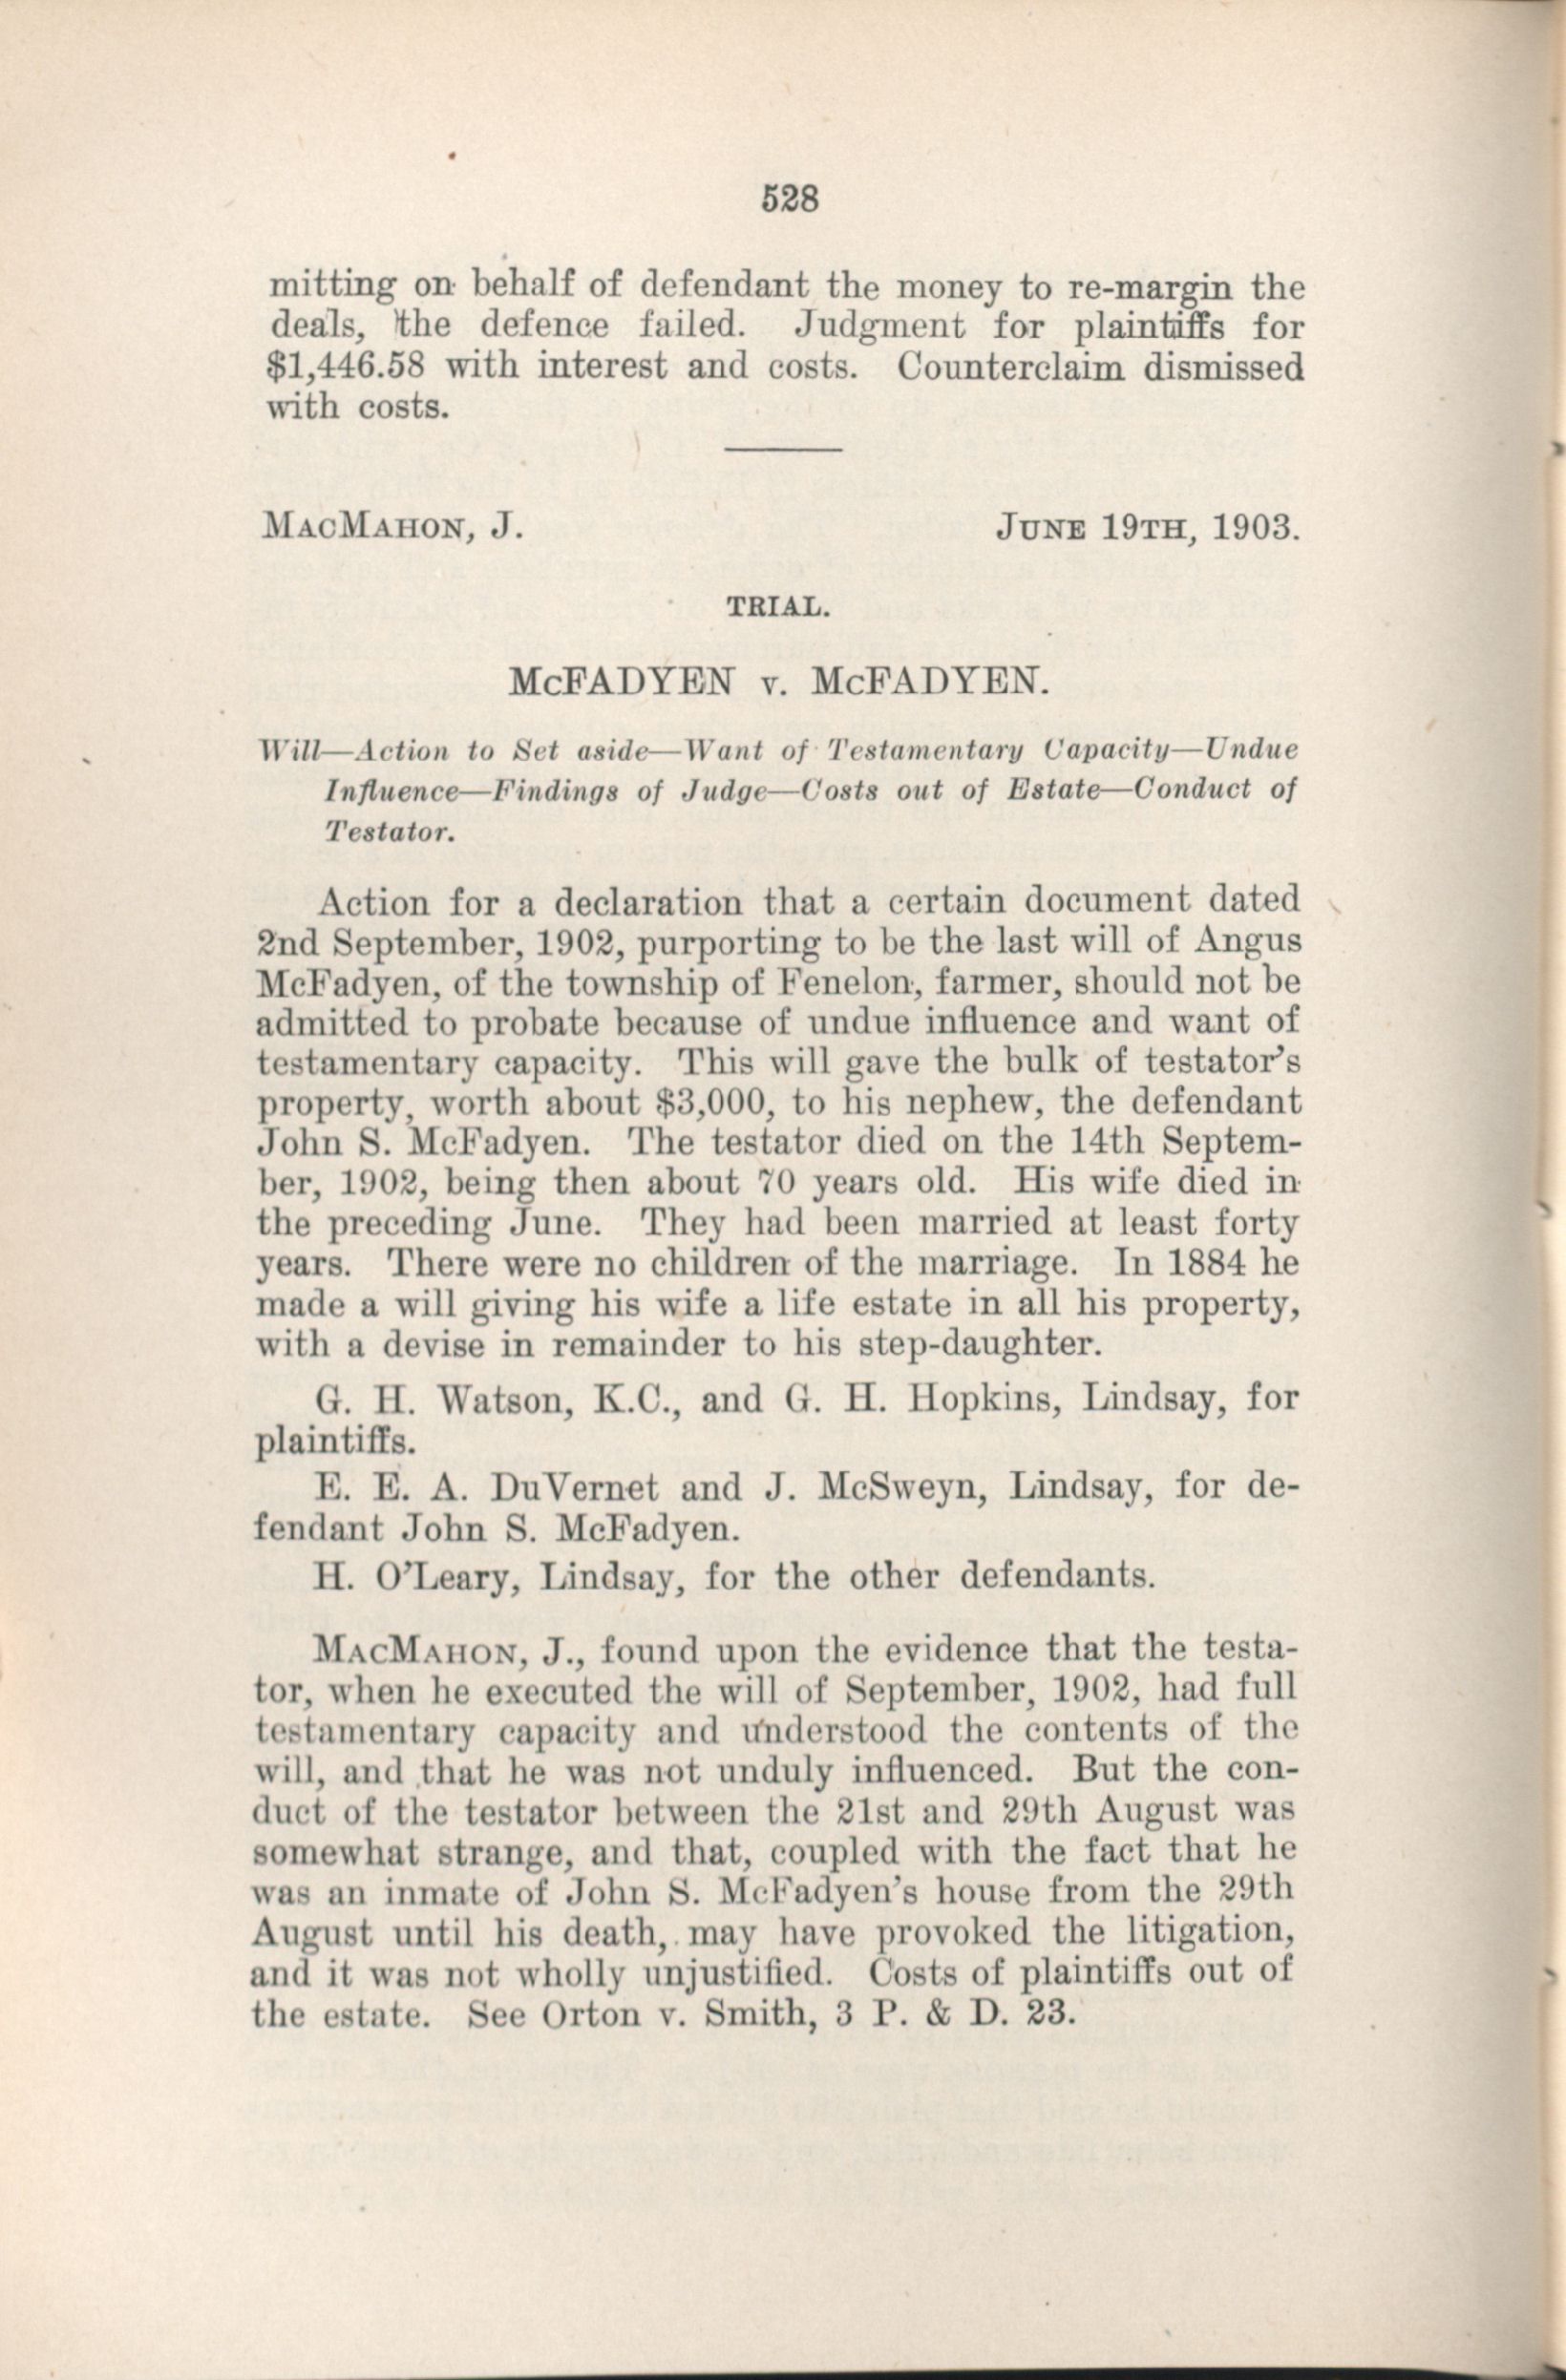 528
mitting on behalf of defendant the money to re-margin the
deals, the defence failed. Judgment for plaintiffs for
$1,446.58 with interest and costs. Counterclaim dismissed
with costs.
MacMahon, J. June 19th, 1903.
TRIAL.
McFADYEN v. McFADYEN.
Will—Action to Set aside—Want of Testamentary Capacity—Undue
Influence—Findings of Judge—Costs out of Estate—Conduct of
Testator.
Action for a declaration that a certain document dated
2nd September, 1902, purporting to be the last will of Angus
McFadyen, of the township of Fenelon, farmer, should not be
admitted to probate because of undue influence and want of
testamentary capacity. This will gave the bulk of testator's
property, worth about $3,000, to his nephew, the defendant
John S. McFadyen. The testator died on the 14th Septem-
ber, 1902, being then about 70 years old. His wife died in
the preceding June. They had been married at least forty
years. There were no children of the marriage. In 1884 he
made a will giving his wife a life estate in all his property,
with a devise in remainder to his step-daughter.
G. H. Watson, K.C., and G. H. Hopkins, Lindsay, for
plaintiffs.
E. E. A. DuVernet and J. McSweyn, Lindsay, for de-
fendant John S. McFadyen.
H. O'Leary, Lindsay, for the other defendants.
MacMahon, J., found upon the evidence that the testa-
tor, when he executed the will of September, 1902, had full
testamentary capacity and understood the contents of the
will, and that he was not unduly influenced. But the con-
duct of the testator between the 21st and 29th August was
somewhat strange, and that, coupled with the fact that he
was an inmate of John S. McFadyen's house from the 29th
August until his death, may have provoked the litigation,
and it was not wholly unjustified. Costs of plaintiffs out of
the estate. See Orton v. Smith, 3 P. & D. 23.